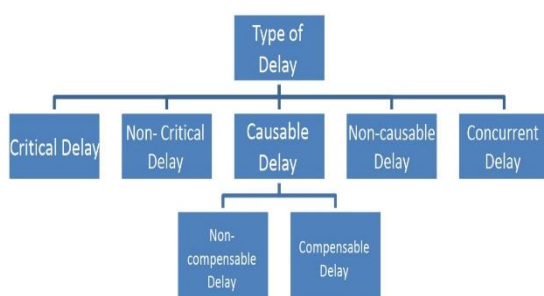 Type of
Delay
Critical Delay
Non- Critical
Delay
Causable
Delay
Non-causable
Delay
Concurrent
Delay
Non-
compensable
Delay
Compensable
Delay